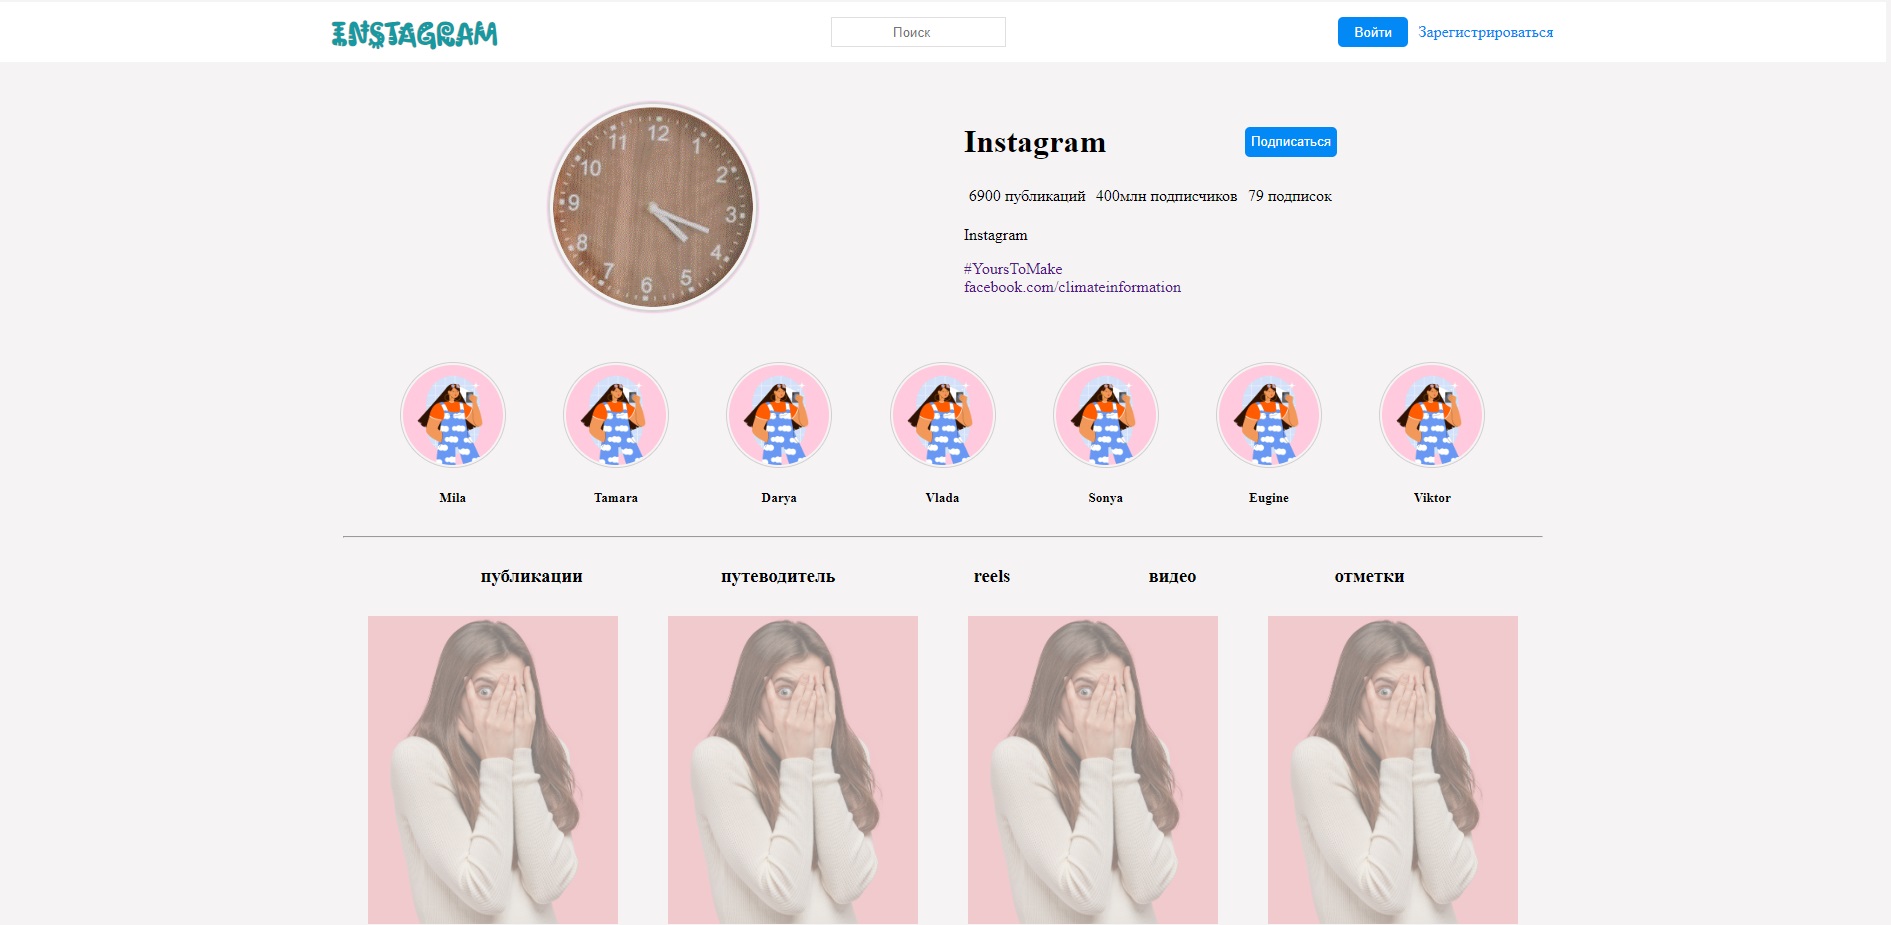 INSTAGRAM
Поиск
Войти Зарегистрироваться
12
11 1
10 2
9 3
8 4
7 5
6
Instagram Подписаться
6900 публикаций 400млн подписчиков 79 подписок
Instagram
#YoursToMake
facebook.com/climateinformation
Mila Tamara Darya Vlada Sonya Eugine Viktor
публикации путеводитель reels видео отметки